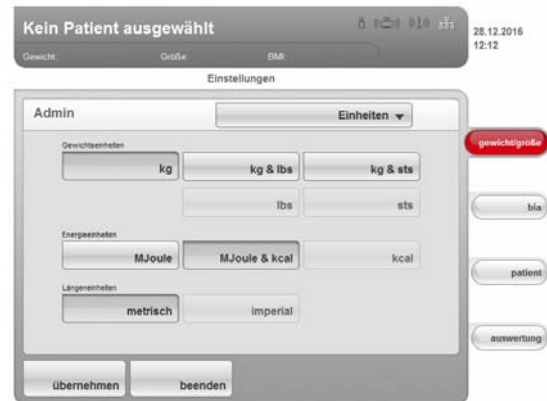 Kein Patient ausgewählt
28.12.2016
12:12
Gewicht: Größe: BMI:
Einstellungen
Admin Einheiten
Gewichtseinheiten
kg kg & lbs kg & sts
lbs sts
Energieeinheiten
MJoule MJoule & kcal kcal
Längeneinheiten
metrisch imperial
übernehmen beenden
gewicht/größe
bia
patient
auswertung